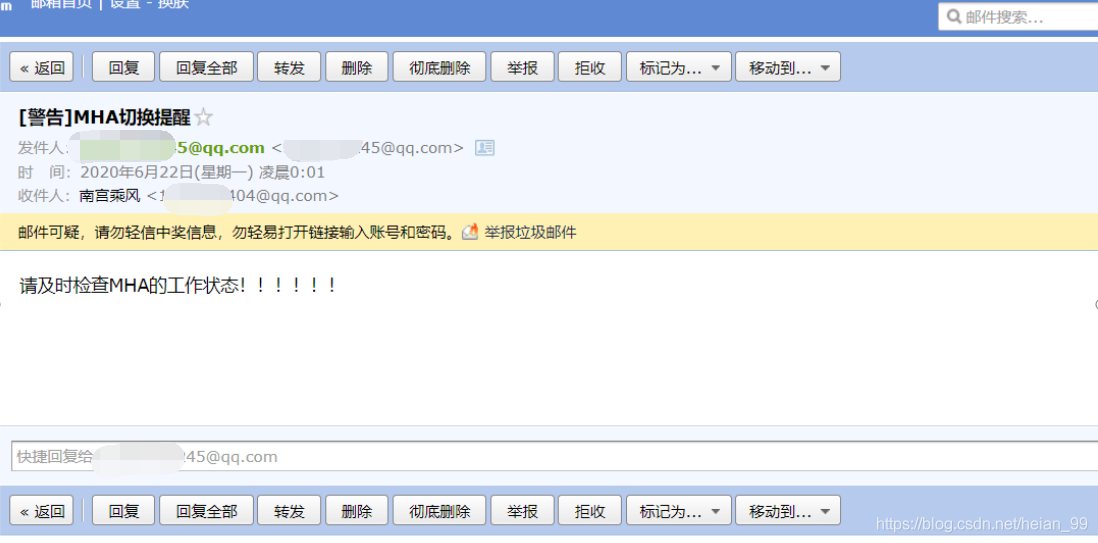 m 邮箱首页 | 设置 - 换肤
邮件搜索...
« 返回 回复 回复全部 转发 删除 彻底删除 举报 拒收 标记为... 移动到...
[警告]MHA切换提醒
发件人: 5@qq.com < 45@qq.com>
时 间: 2020年6月22日(星期一) 凌晨0:01
收件人: 南宫乘风 <1 404@qq.com>
邮件可疑，请勿轻信中奖信息，勿轻易打开链接输入账号和密码。 举报垃圾邮件
请及时检查MHA的工作状态！！！！！！
快捷回复给 245@qq.com
« 返回 回复 回复全部 转发 删除 彻底删除 举报 拒收 标记为... 移动到...
https://blog.csdn.net/heian_99